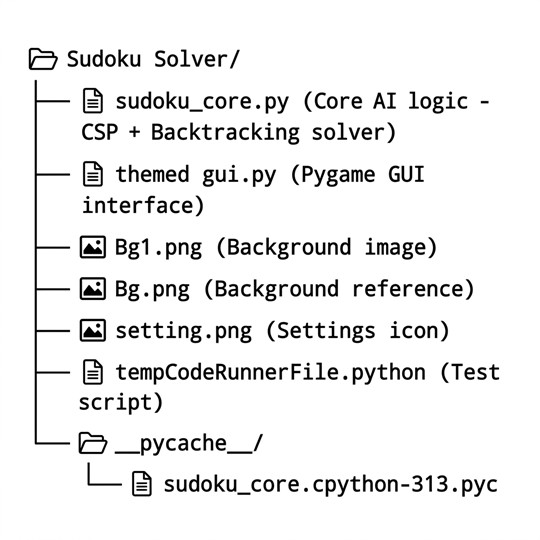 Sudoku Solver/
sudoku_core.py (Core AI logic -
CSP + Backtracking solver)
themed gui.py (Pygame GUI
interface)
Bg1.png (Background image)
Bg.png (Background reference)
setting.png (Settings icon)
tempCodeRunnerFile.python (Test
script)
__pycache__/
sudoku_core.cpython-313.pyc